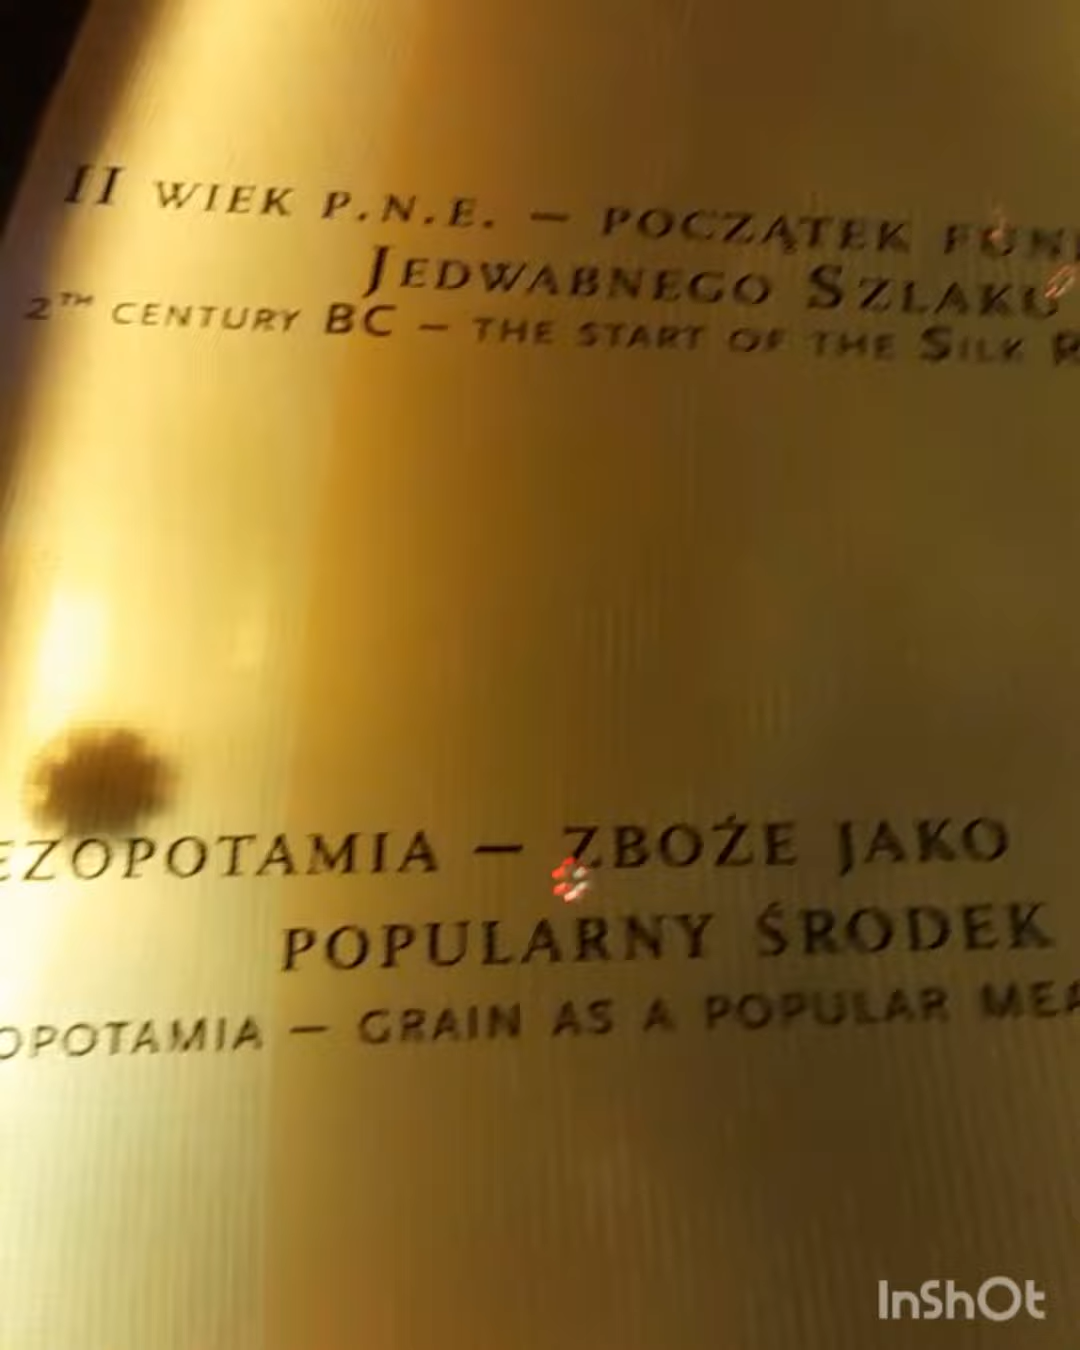 II WIEK P.N.E. – POCZĄTEK
JEDWABNEGO SZLAKU
2TH CENTURY BC – THE START OF THE SILK
EZOPOTAMIA – ZBOŻE JAKO
POPULARNY ŚRODEK
OPOTAMIA – GRAIN AS A POPULAR
InShOt